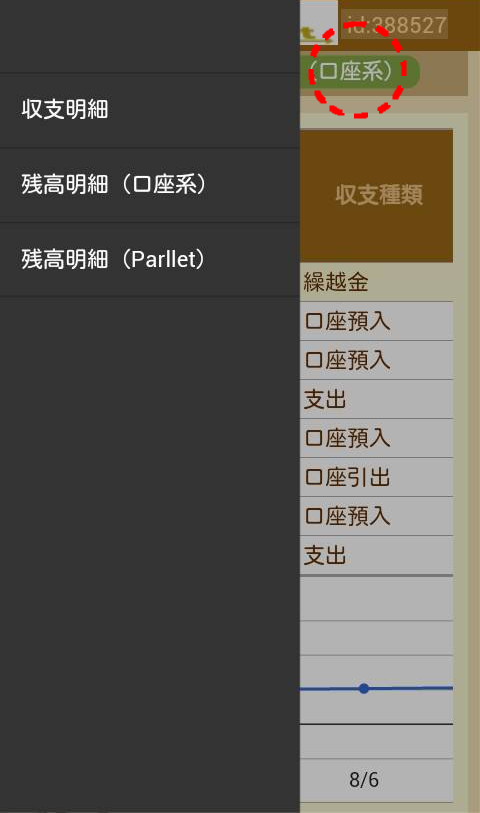 id:388527
（口座系）
収支明細
残高明細（口座系）
残高明細（Parllet）
収支種類
繰越金
口座預入
口座預入
支出
口座預入
口座引出
口座預入
支出
8/6